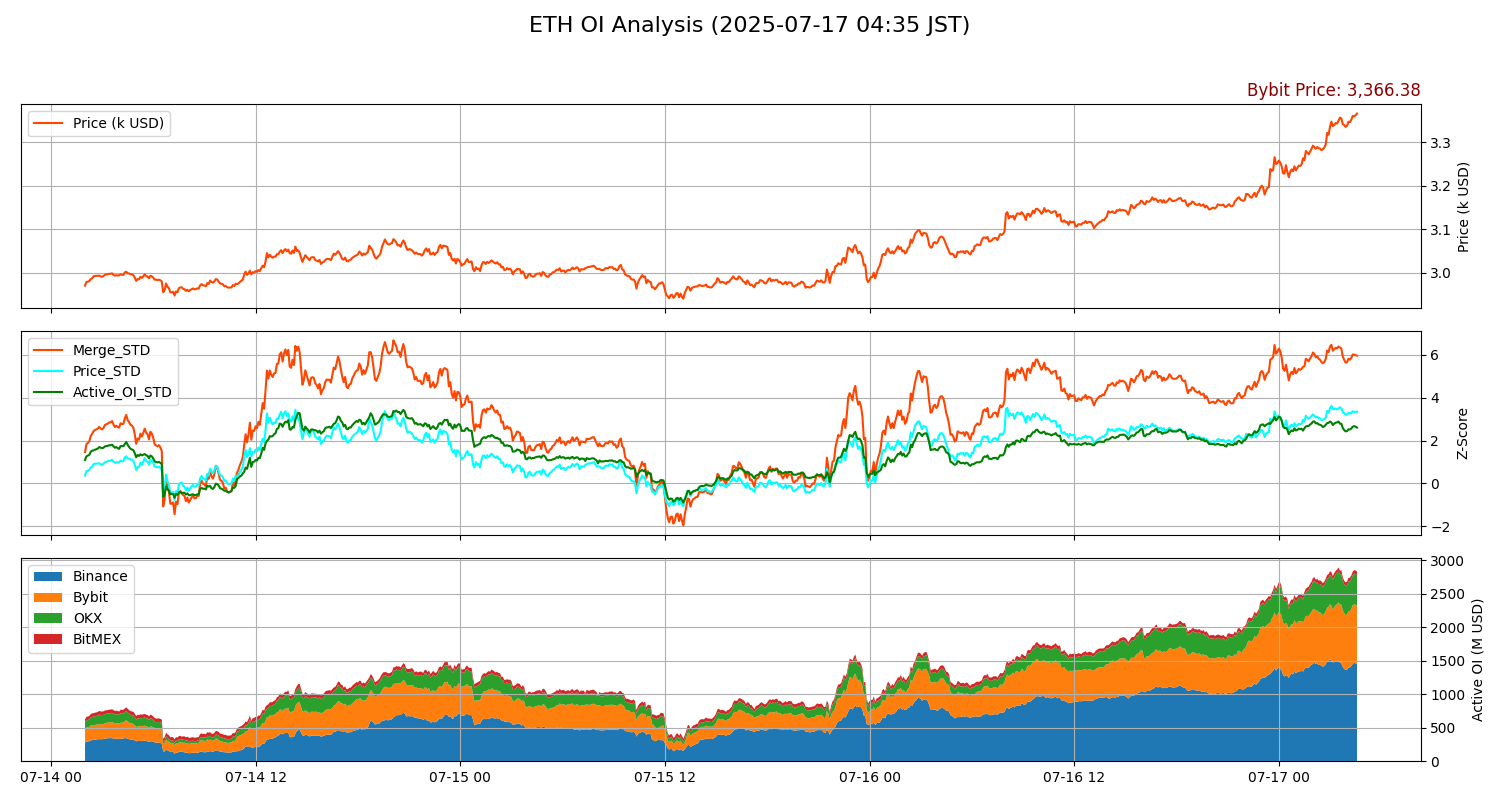 ETH OI Analysis (2025-07-17 04:35 JST)
Bybit Price: 3,366.38
Price (k USD)
3.3
3.2
3.1
3.0
Price (k USD)
Merge_STD
Price_STD
Active_OI_STD
6
4
2
0
−2
Z-Score
Binance
Bybit
OKX
BitMEX
3000
2500
2000
1500
1000
500
0
Active OI (M USD)
07-14 00
07-14 12
07-15 00
07-15 12
07-16 00
07-16 12
07-17 00